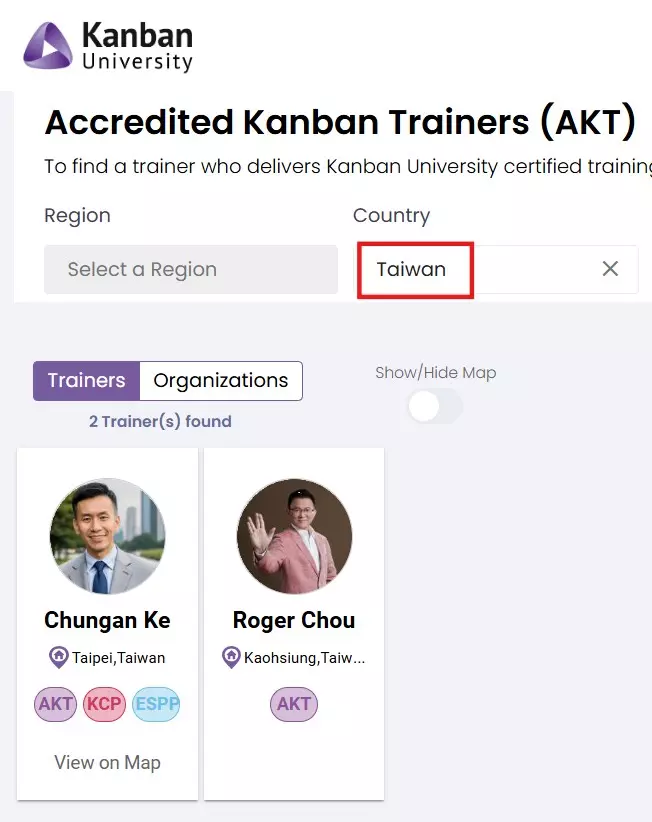 Kanban
University
Accredited Kanban Trainers (AKT)
To find a trainer who delivers Kanban University certified training
Region
Country
Select a Region
Taiwan
Trainers
Organizations
Show/Hide Map
2 Trainer(s) found
Chungan Ke
Roger Chou
Taipei,Taiwan
Kaohsiung,Taiw...
AKT
KCP
ESPP
AKT
View on Map